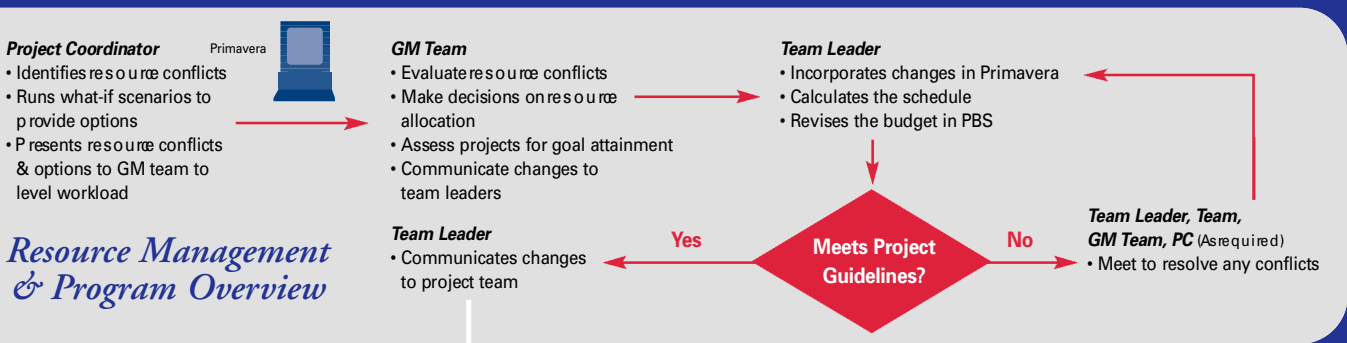 Project Coordinator
• Identifies resource conflicts
• Runs what-if scenarios to
provide options
• Presents resource conflicts
& options to GM team to
level workload
Primavera
GM Team
• Evaluate resource conflicts
• Make decisions on resource
allocation
• Assess projects for goal attainment
• Communicate changes to
team leaders
Team Leader
• Incorporates changes in Primavera
• Calculates the schedule
• Revises the budget in PBS
Meets Project
Guidelines?
Yes
No
Team Leader
• Communicates changes
to project team
Team Leader, Team,
GM Team, PC (As required)
• Meet to resolve any conflicts
Resource Management
& Program Overview